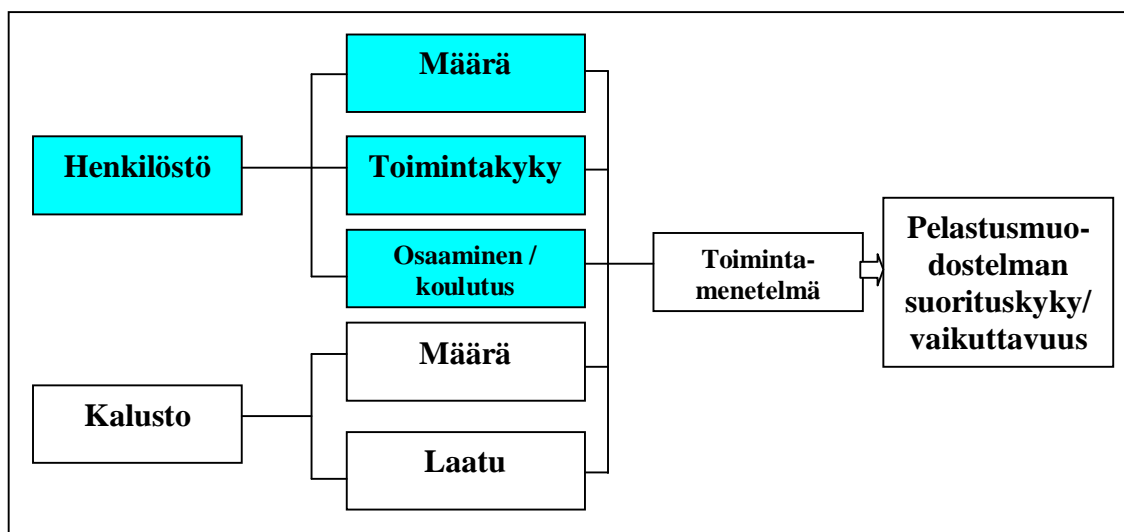 Henkilöstö
Määrä
Toimintakyky
Osaaminen /
koulutus
Kalusto
Määrä
Laatu
Toiminta-
menetelmä
Pelastusmuo-
dostelman
suorituskyky/
vaikuttavuus